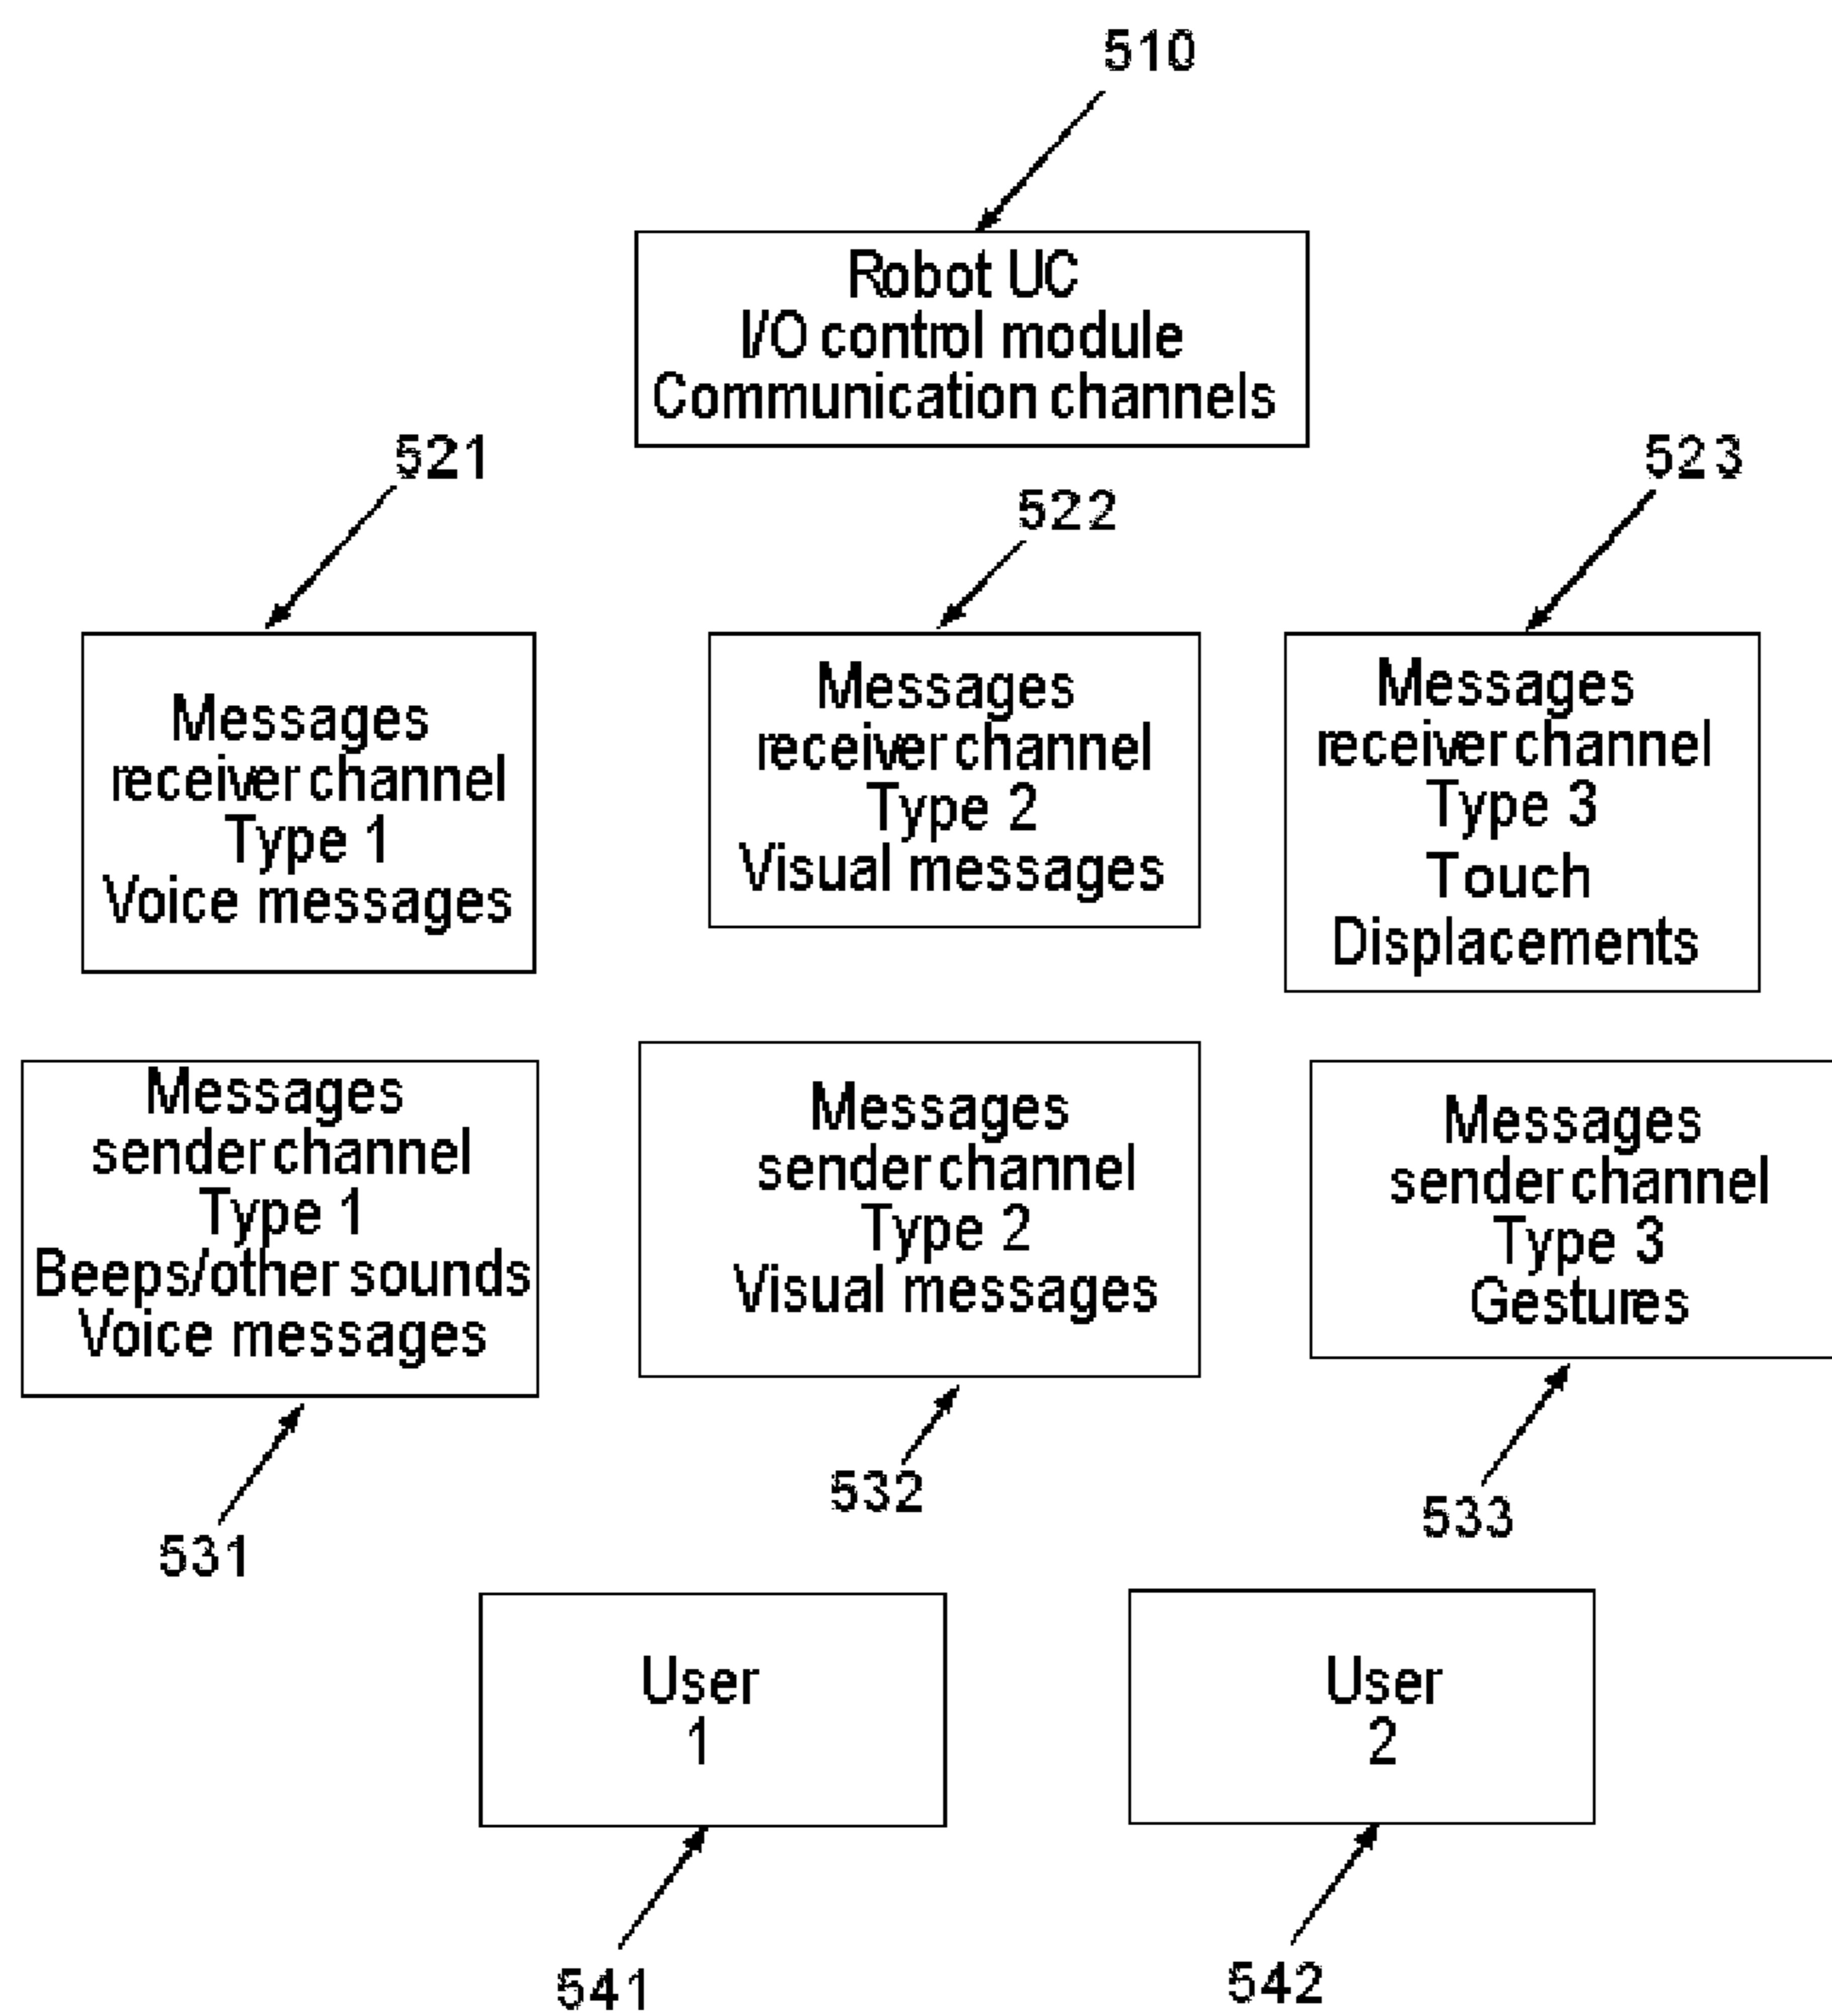 510
Robot UC
I/O control module
Communication channels
521
522
523
Messages
receiver channel
Type 1
Voice messages
Messages
receiver channel
Type 2
Visual messages
Messages
receiver channel
Type 3
Touch
Displacements
Messages
sender channel
Type 1
Beeps/other sounds
Voice messages
Messages
sender channel
Type 2
Visual messages
Messages
sender channel
Type 3
Gestures
531
532
533
User
1
User
2
541
542